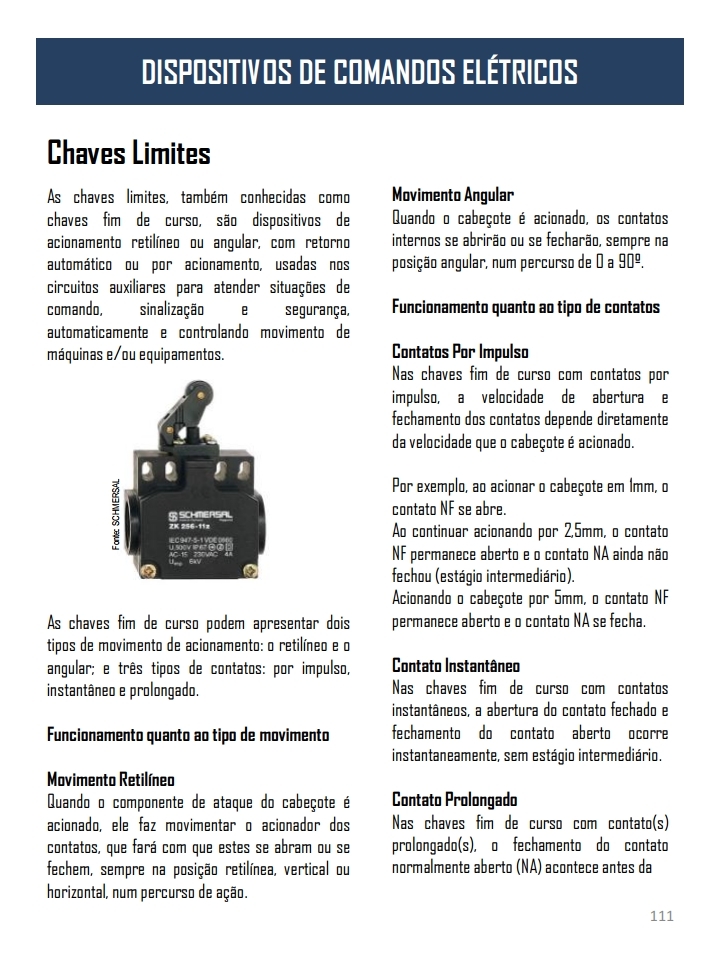 DISPOSITIVOS DE COMANDOS ELÉTRICOS
Chaves Limites
As chaves limites, também conhecidas como
chaves fim de curso, são dispositivos de
acionamento retilíneo ou angular, com retorno
automático ou por acionamento, usadas nos
circuitos auxiliares para atender situações de
comando, sinalização e segurança,
automaticamente e controlando movimento de
máquinas e/ou equipamentos.
Fonte: SCHMERSAL
SCHMERSAL
ZK 256-11z
IEC947-5-1 VDE0660
U 500V IP67
AC-15 230VAC 4A
Uimp 6kV
As chaves fim de curso podem apresentar dois
tipos de movimento de acionamento: o retilíneo e o
angular; e três tipos de contatos: por impulso,
instantâneo e prolongado.
Funcionamento quanto ao tipo de movimento
Movimento Retilíneo
Quando o componente de ataque do cabeçote é
acionado, ele faz movimentar o acionador dos
contatos, que fará com que estes se abram ou se
fechem, sempre na posição retilínea, vertical ou
horizontal, num percurso de ação.
Movimento Angular
Quando o cabeçote é acionado, os contatos
internos se abrirão ou se fecharão, sempre na
posição angular, num percurso de 0 a 90º.
Funcionamento quanto ao tipo de contatos
Contatos Por Impulso
Nas chaves fim de curso com contatos por
impulso, a velocidade de abertura e
fechamento dos contatos depende diretamente
da velocidade que o cabeçote é acionado.
Por exemplo, ao acionar o cabeçote em 1mm, o
contato NF se abre.
Ao continuar acionando por 2,5mm, o contato
NF permanece aberto e o contato NA ainda não
fechou (estágio intermediário).
Acionando o cabeçote por 5mm, o contato NF
permanece aberto e o contato NA se fecha.
Contato Instantâneo
Nas chaves fim de curso com contatos
instantâneos, a abertura do contato fechado e
fechamento do contato aberto ocorre
instantaneamente, sem estágio intermediário.
Contato Prolongado
Nas chaves fim de curso com contato(s)
prolongado(s), o fechamento do contato
normalmente aberto (NA) acontece antes da
111